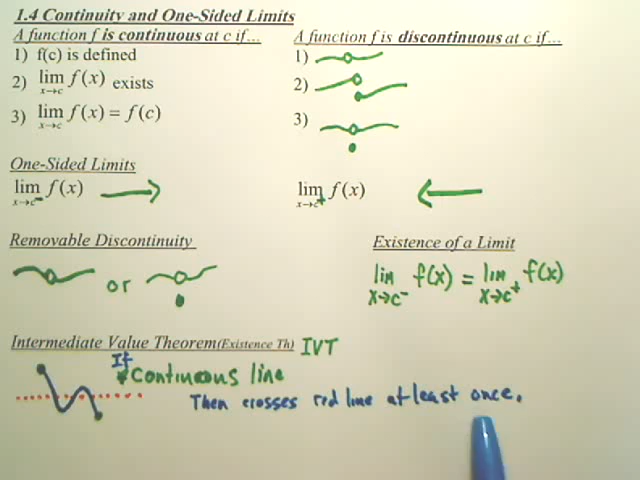 1.4 Continuity and One-Sided Limits
A function f is continuous at c if…
A function f is discontinuous at c if…
1) f(c) is defined
1)
2) lim x→c f(x) exists
2)
3) lim x→c f(x) = f(c)
3)
One-Sided Limits
lim x→c⁻ f(x)
lim x→c⁺ f(x)
Removable Discontinuity
or
Existence of a Limit
lim x→c⁻ f(x) = lim x→c⁺ f(x)
Intermediate Value Theorem(Existence Th) IVT
If
Continuous line
Then crosses red line at least once.